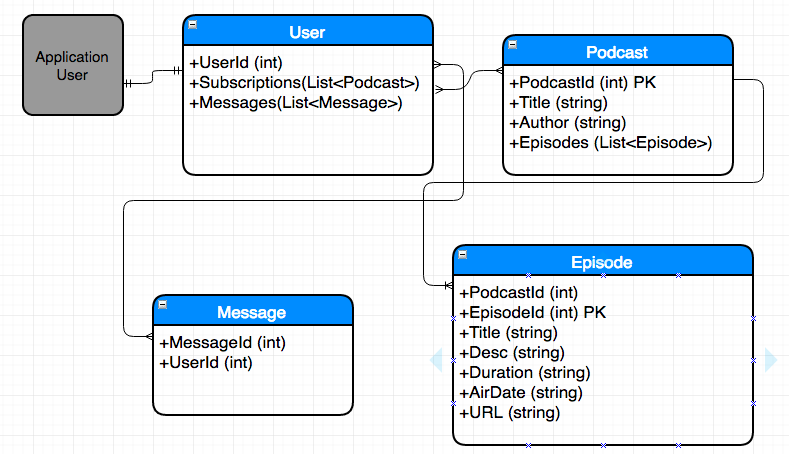 Application
User
User
+UserId (int)
+Subscriptions(List<Podcast>)
+Messages(List<Message>)
Podcast
+PodcastId (int) PK
+Title (string)
+Author (string)
+Episodes (List<Episode>)
Message
+MessageId (int)
+UserId (int)
Episode
+PodcastId (int)
+EpisodeId (int) PK
+Title (string)
+Desc (string)
+Duration (string)
+AirDate (string)
+URL (string)